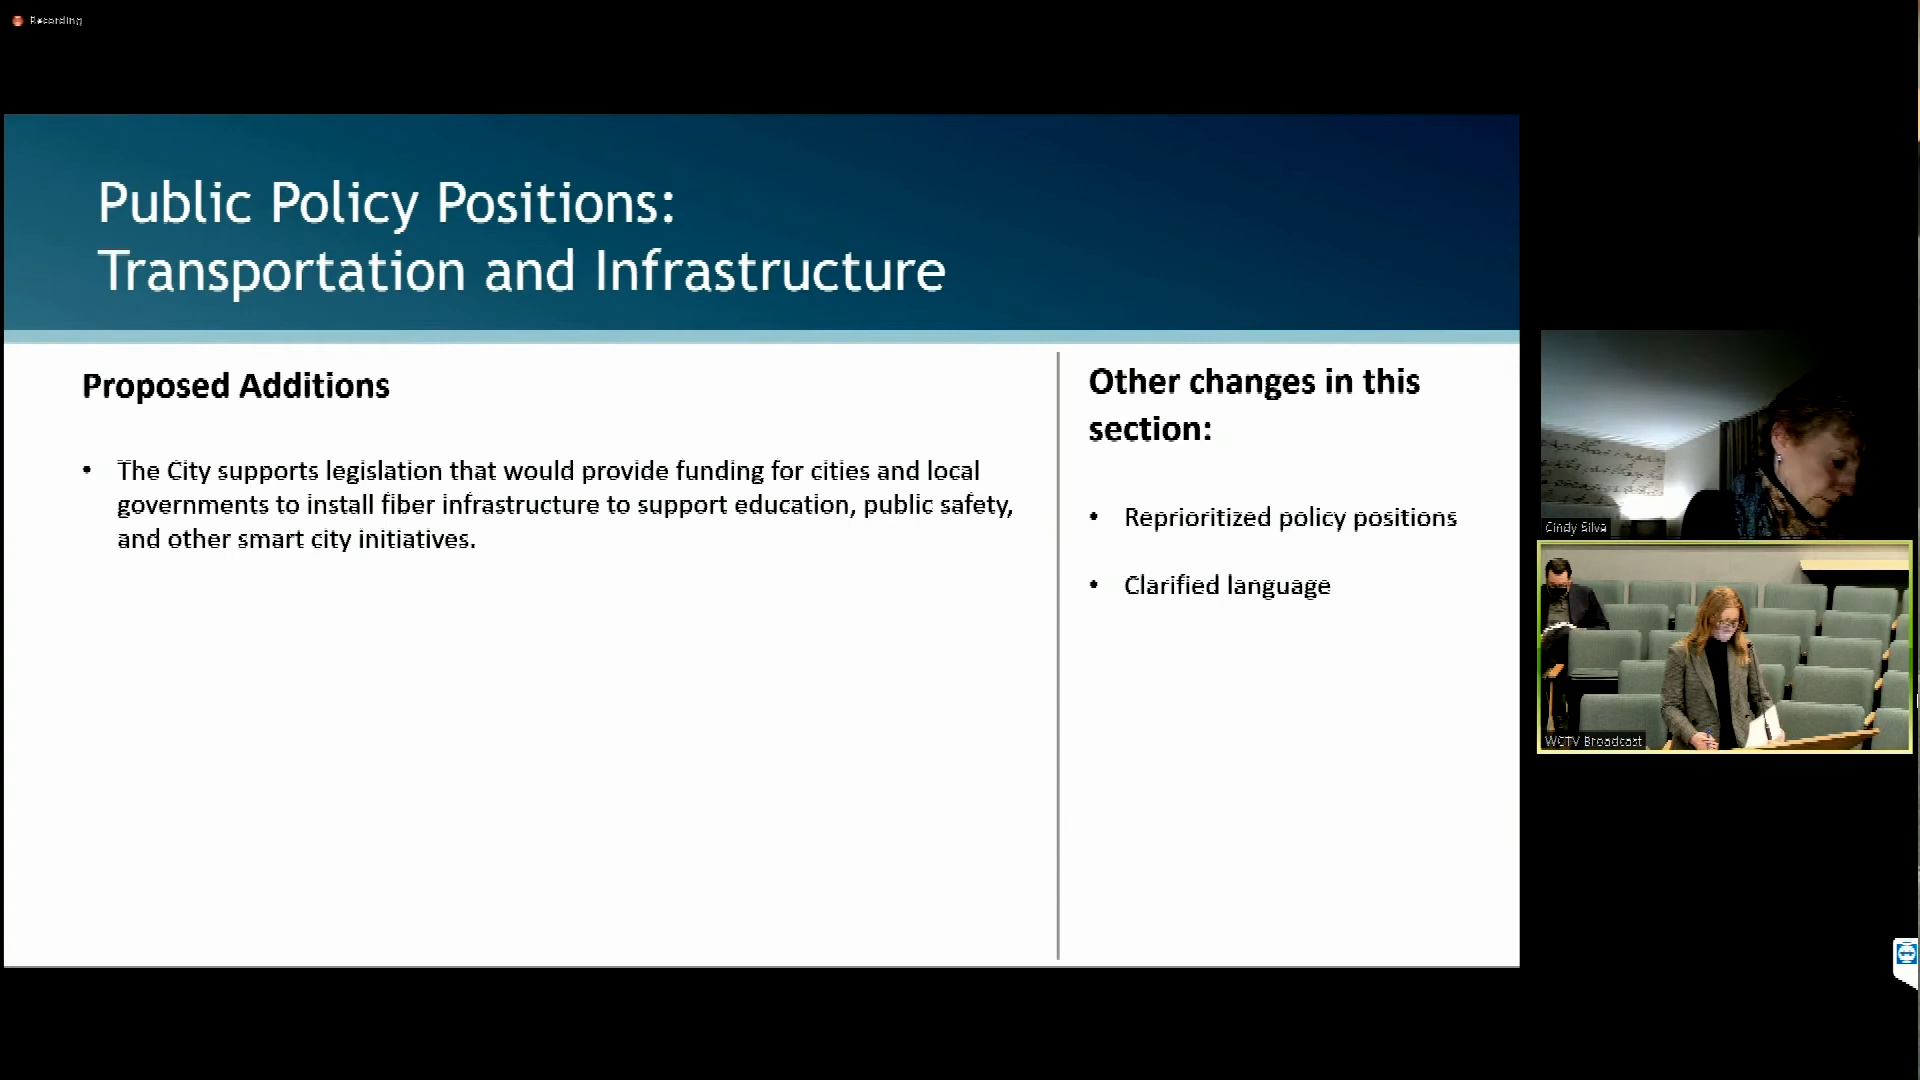 Recording
Public Policy Positions:
Transportation and Infrastructure
Proposed Additions
• The City supports legislation that would provide funding for cities and local
governments to install fiber infrastructure to support education, public safety,
and other smart city initiatives.
Other changes in this
section:
• Reprioritized policy positions
• Clarified language
Cindy Silva
WCTV Broadcast